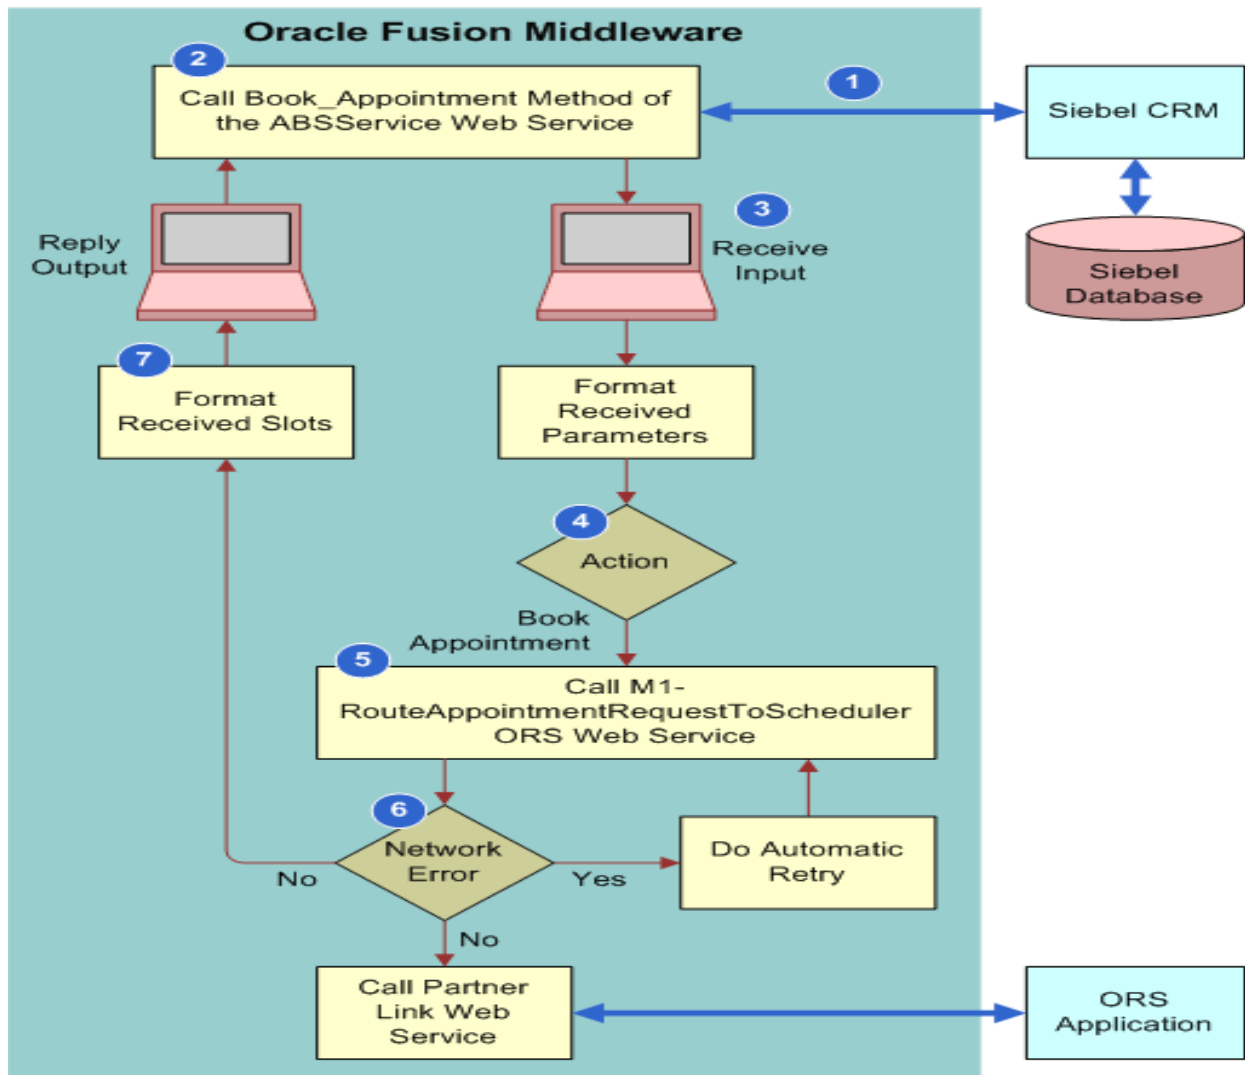 Oracle Fusion Middleware
2
Call Book_Appointment Method of
the ABSService Web Service
1
Siebel CRM
Reply
Output
3
Receive
Input
Siebel
Database
7
Format
Received Slots
Format
Received
Parameters
4
Action
Book
Appointment
5
Call M1-
RouteAppointmentRequestToScheduler
ORS Web Service
6
Network
Error
No
Yes
Do Automatic
Retry
No
Call Partner
Link Web
Service
ORS
Application